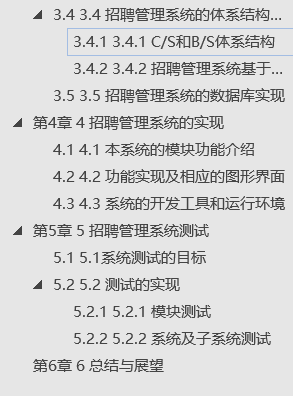 3.4 3.4 招聘管理系统的体系结构...
3.4.1 3.4.1 C/S和B/S体系结构
3.4.2 3.4.2 招聘管理系统基于...
3.5 3.5 招聘管理系统的数据库实现
第4章 4 招聘管理系统的实现
4.1 4.1 本系统的模块功能介绍
4.2 4.2 功能实现及相应的图形界面
4.3 4.3 系统的开发工具和运行环境
第5章 5 招聘管理系统测试
5.1 5.1系统测试的目标
5.2 5.2 测试的实现
5.2.1 5.2.1 模块测试
5.2.2 5.2.2 系统及子系统测试
第6章 6 总结与展望